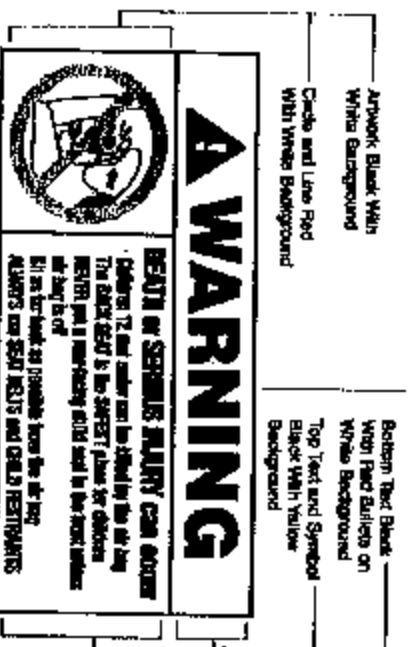 Artwork Black With
White Background
Circle and Line Red
With White Background
Bottom Text Black
With Red Bullets on
White Background
Top Text and Symbol
Black With Yellow
Background
WARNING
DEATH or SERIOUS INJURY can occur
Children 12 and under can be killed by the air bag
The BACK SEAT is the SAFEST place for children
NEVER put a rear-facing child seat in the front unless
air bag is off
Sit as far back as possible from the air bag
ALWAYS use SEAT BELTS and CHILD RESTRAINTS